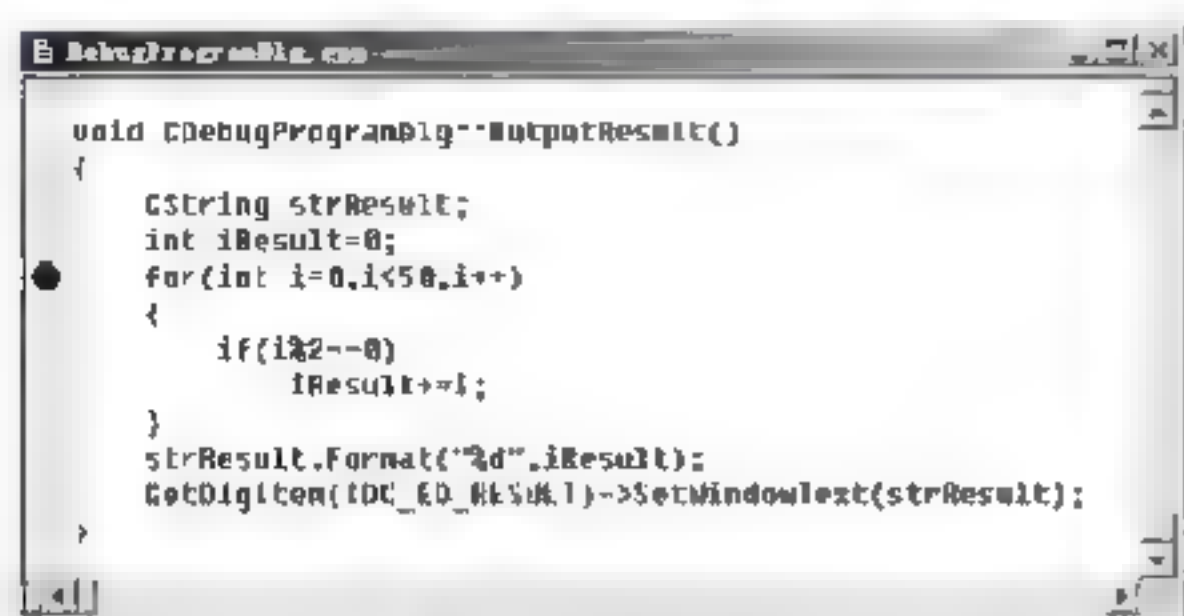 DebugProgramDlg.cpp
void CDebugProgramDlg::OutputResult()
{
CString strResult;
int iResult=0;
for(int i=0;i<50;i++)
{
if(i%2==0)
iResult+=i;
}
strResult.Format("%d",iResult);
GetDlgItem(IDC_ED_RESULT)->SetWindowText(strResult);
}